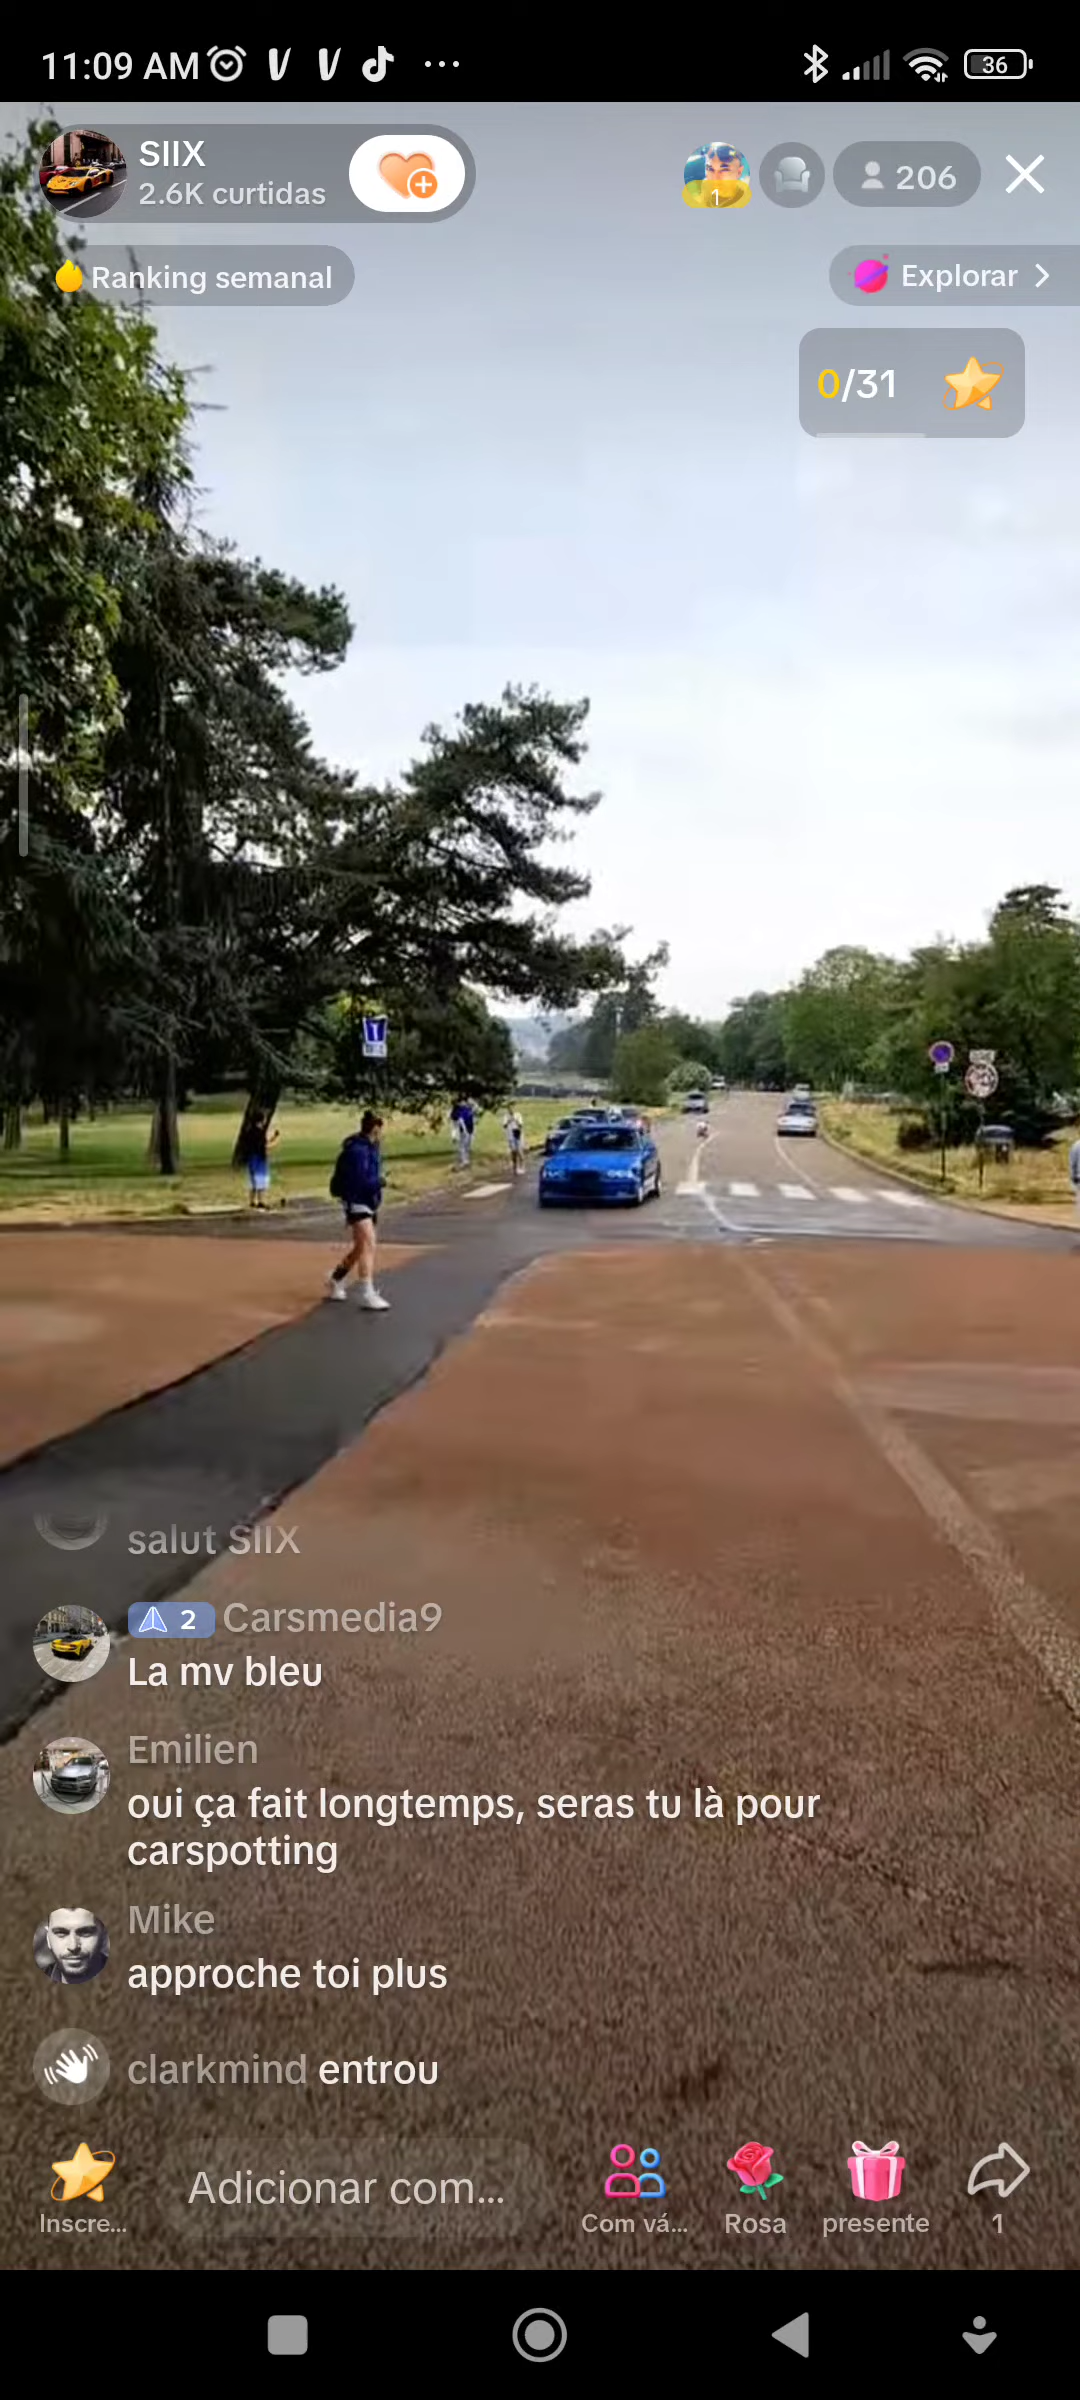 11:09 AM
36
SIIX
2.6K curtidas
1
206
Ranking semanal
Explorar
0/31
salut SIIX
2 Carsmedia9
La mv bleu
Emilien
oui ça fait longtemps, seras tu là pour
carspotting
Mike
approche toi plus
clarkmind entrou
Adicionar com...
Inscre...
Com vá...
Rosa
presente
1